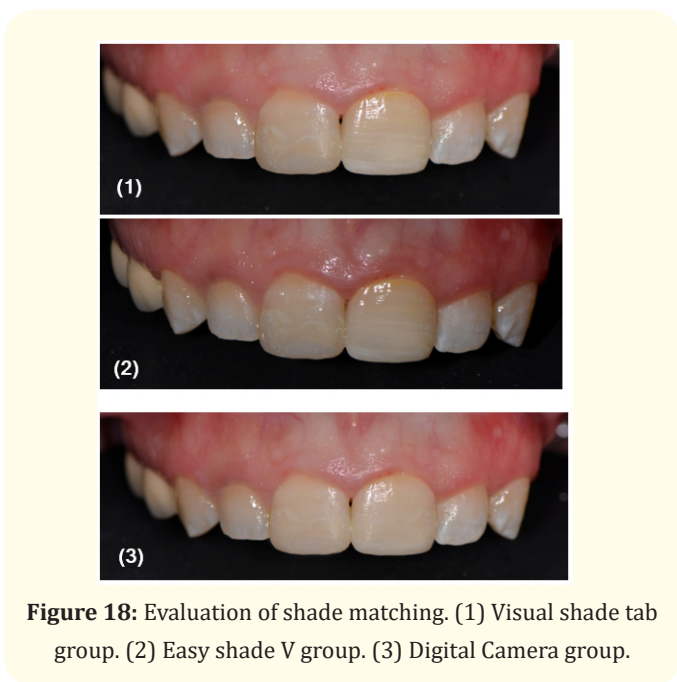 (1)
(2)
(3)
Figure 18: Evaluation of shade matching. (1) Visual shade tab
group. (2) Easy shade V group. (3) Digital Camera group.